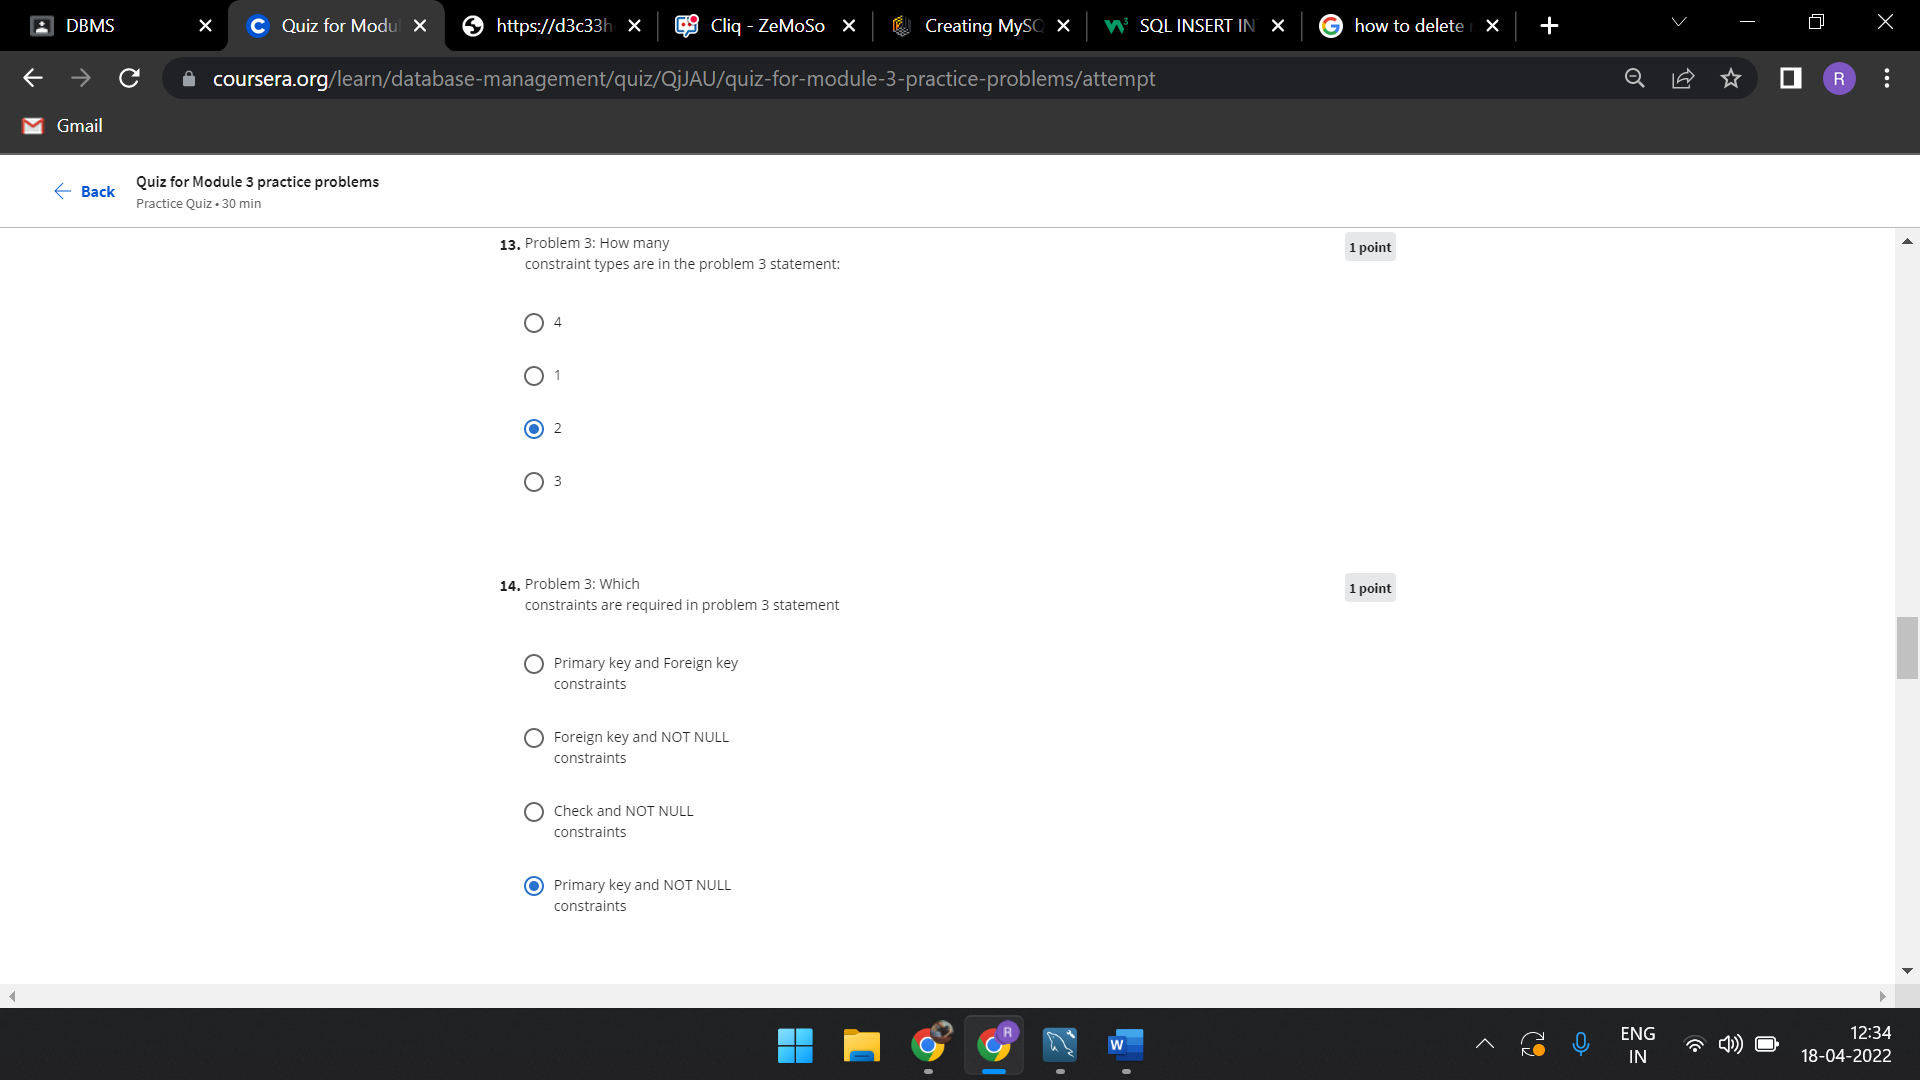 DBMS
Quiz for Modul
https://d3c33h
Cliq - ZeMoSo
Creating MySQ
SQL INSERT IN
how to delete
coursera.org/learn/database-management/quiz/QjJAU/quiz-for-module-3-practice-problems/attempt
R
Gmail
Back
Quiz for Module 3 practice problems
Practice Quiz • 30 min
13. Problem 3: How many
constraint types are in the problem 3 statement:
1 point
4
1
2
3
14. Problem 3: Which
constraints are required in problem 3 statement
1 point
Primary key and Foreign key
constraints
Foreign key and NOT NULL
constraints
Check and NOT NULL
constraints
Primary key and NOT NULL
constraints
R
W
ENG
IN
12:34
18-04-2022